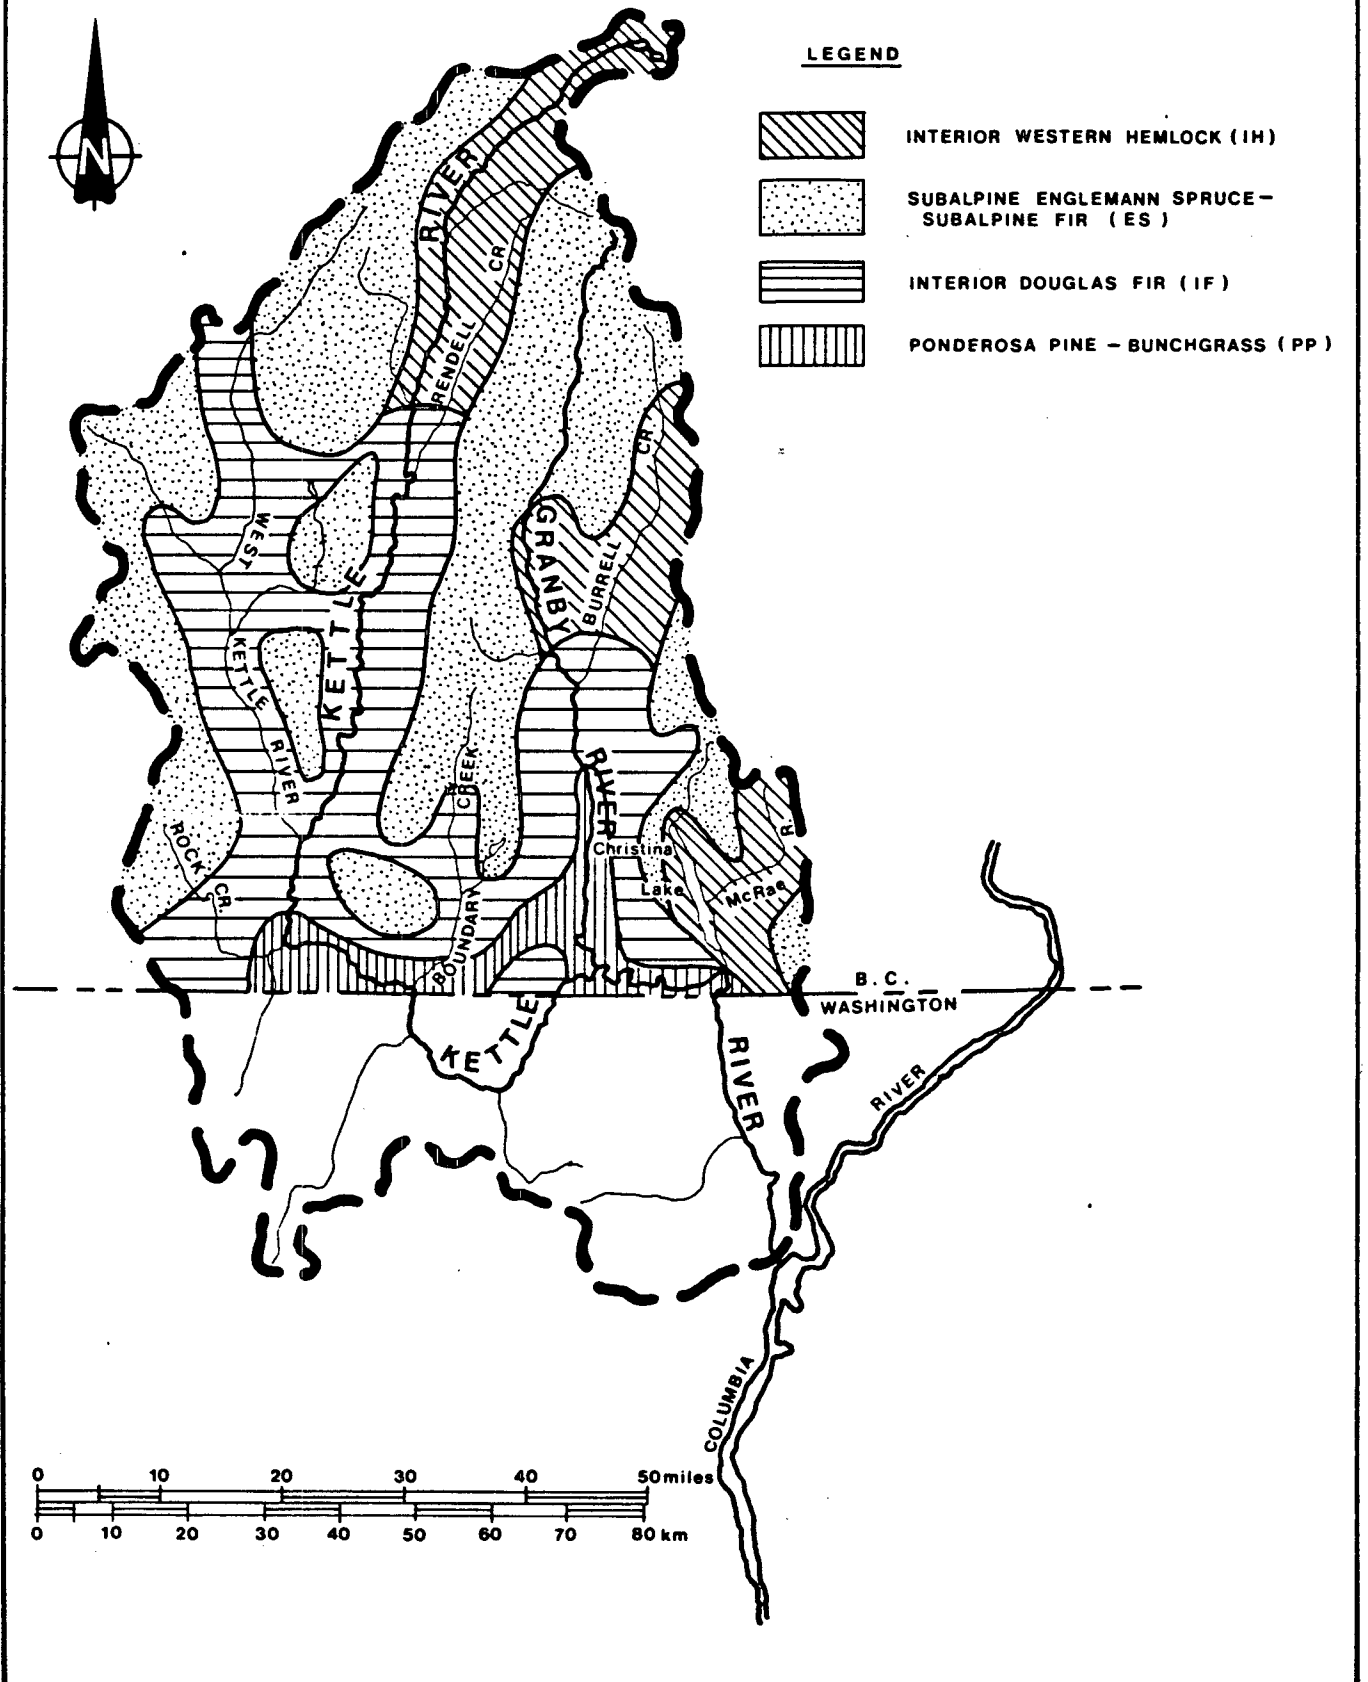 LEGEND
N
INTERIOR WESTERN HEMLOCK (IH)
SUBALPINE ENGLEMANN SPRUCE-
SUBALPINE FIR (ES)
INTERIOR DOUGLAS FIR (IF)
PONDEROSA PINE - BUNCHGRASS (PP)
RIVER
CR
RENDELL
CR
WEST
GRANBY
BURRELL
KETTLE
KETTLE
RIVER
RIVER
CREEK
ROCK
CR.
Christina
Lake
McRae
R
BOUNDARY
B.C.
WASHINGTON
KETTLE
RIVER
RIVER
COLUMBIA
0 10 20 30 40 50 miles
0 10 20 30 40 50 60 70 80 km